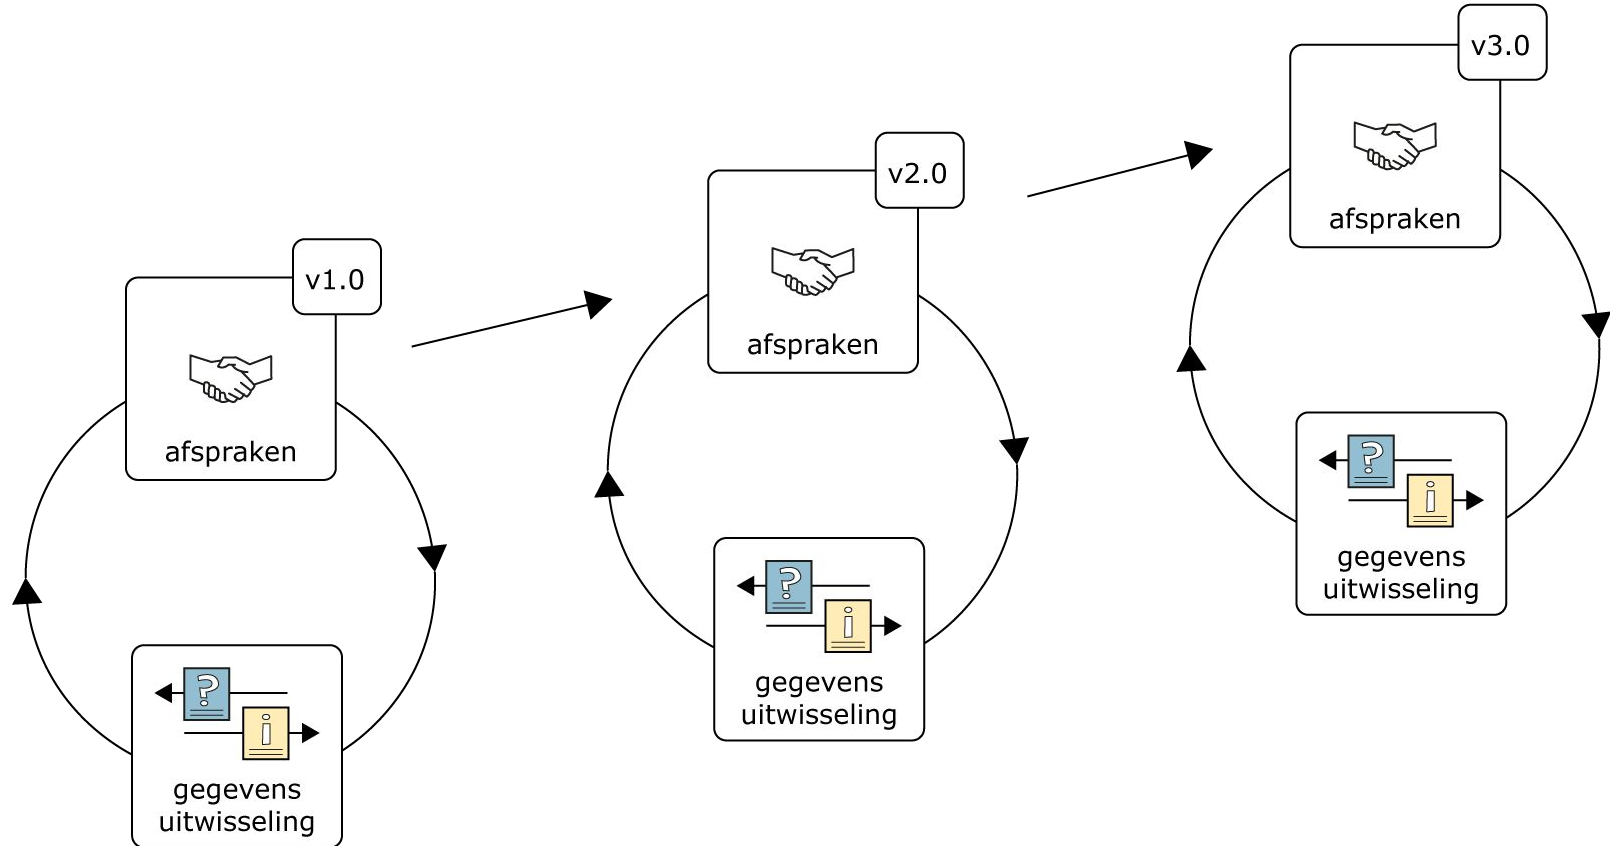 v1.0
afspraken
gegevens
uitwisseling
v2.0
afspraken
?
i
gegevens
uitwisseling
v3.0
afspraken
?
i
gegevens
uitwisseling
?
i